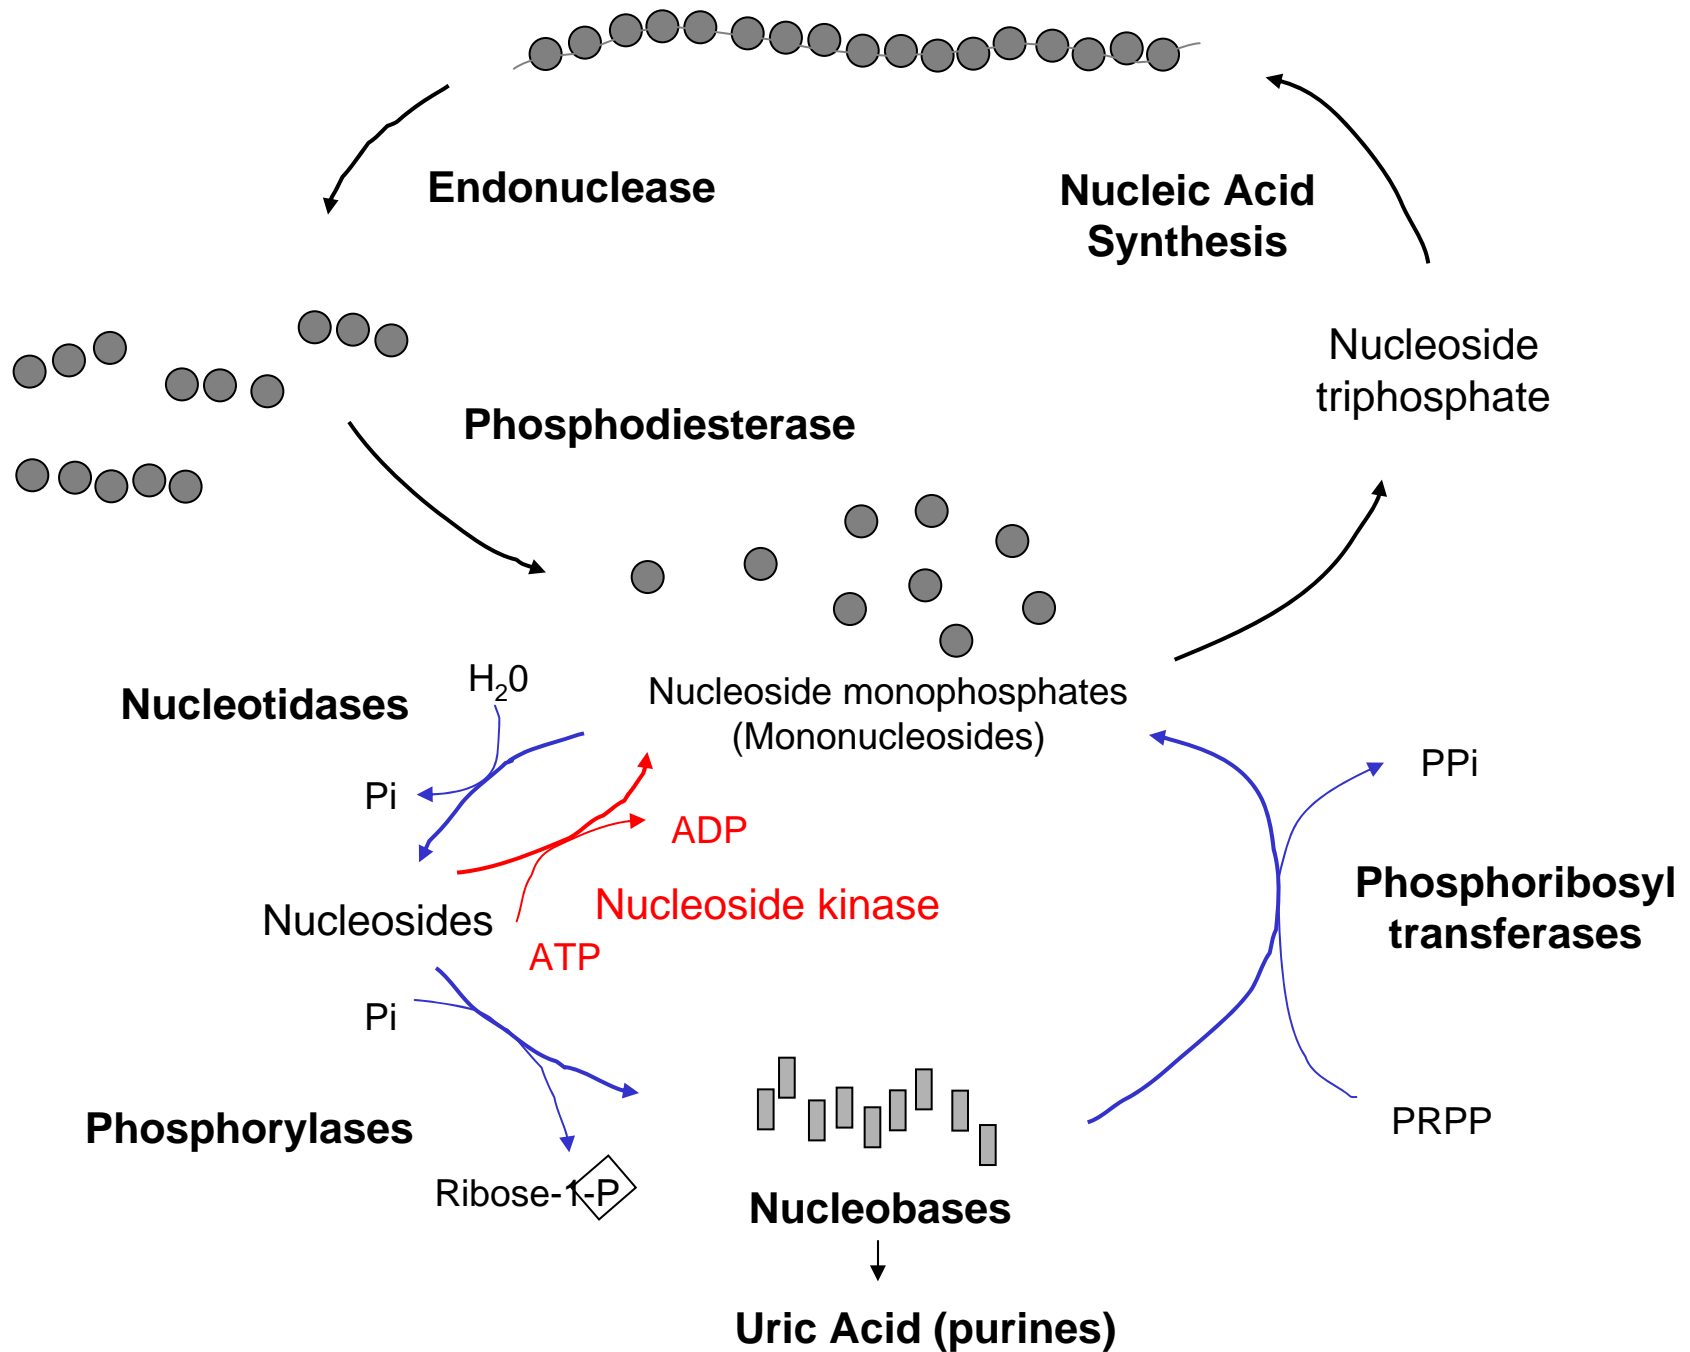 Endonuclease
Nucleic Acid
Synthesis
Nucleoside
triphosphate
Phosphodiesterase
H₂0
Nucleotidases
Nucleoside monophosphates
(Mononucleosides)
Pi
PPi
ADP
Nucleoside kinase
Nucleosides
ATP
Phosphoribosyl
transferases
Pi
Phosphorylases
PRPP
Ribose-1-P
Nucleobases
Uric Acid (purines)